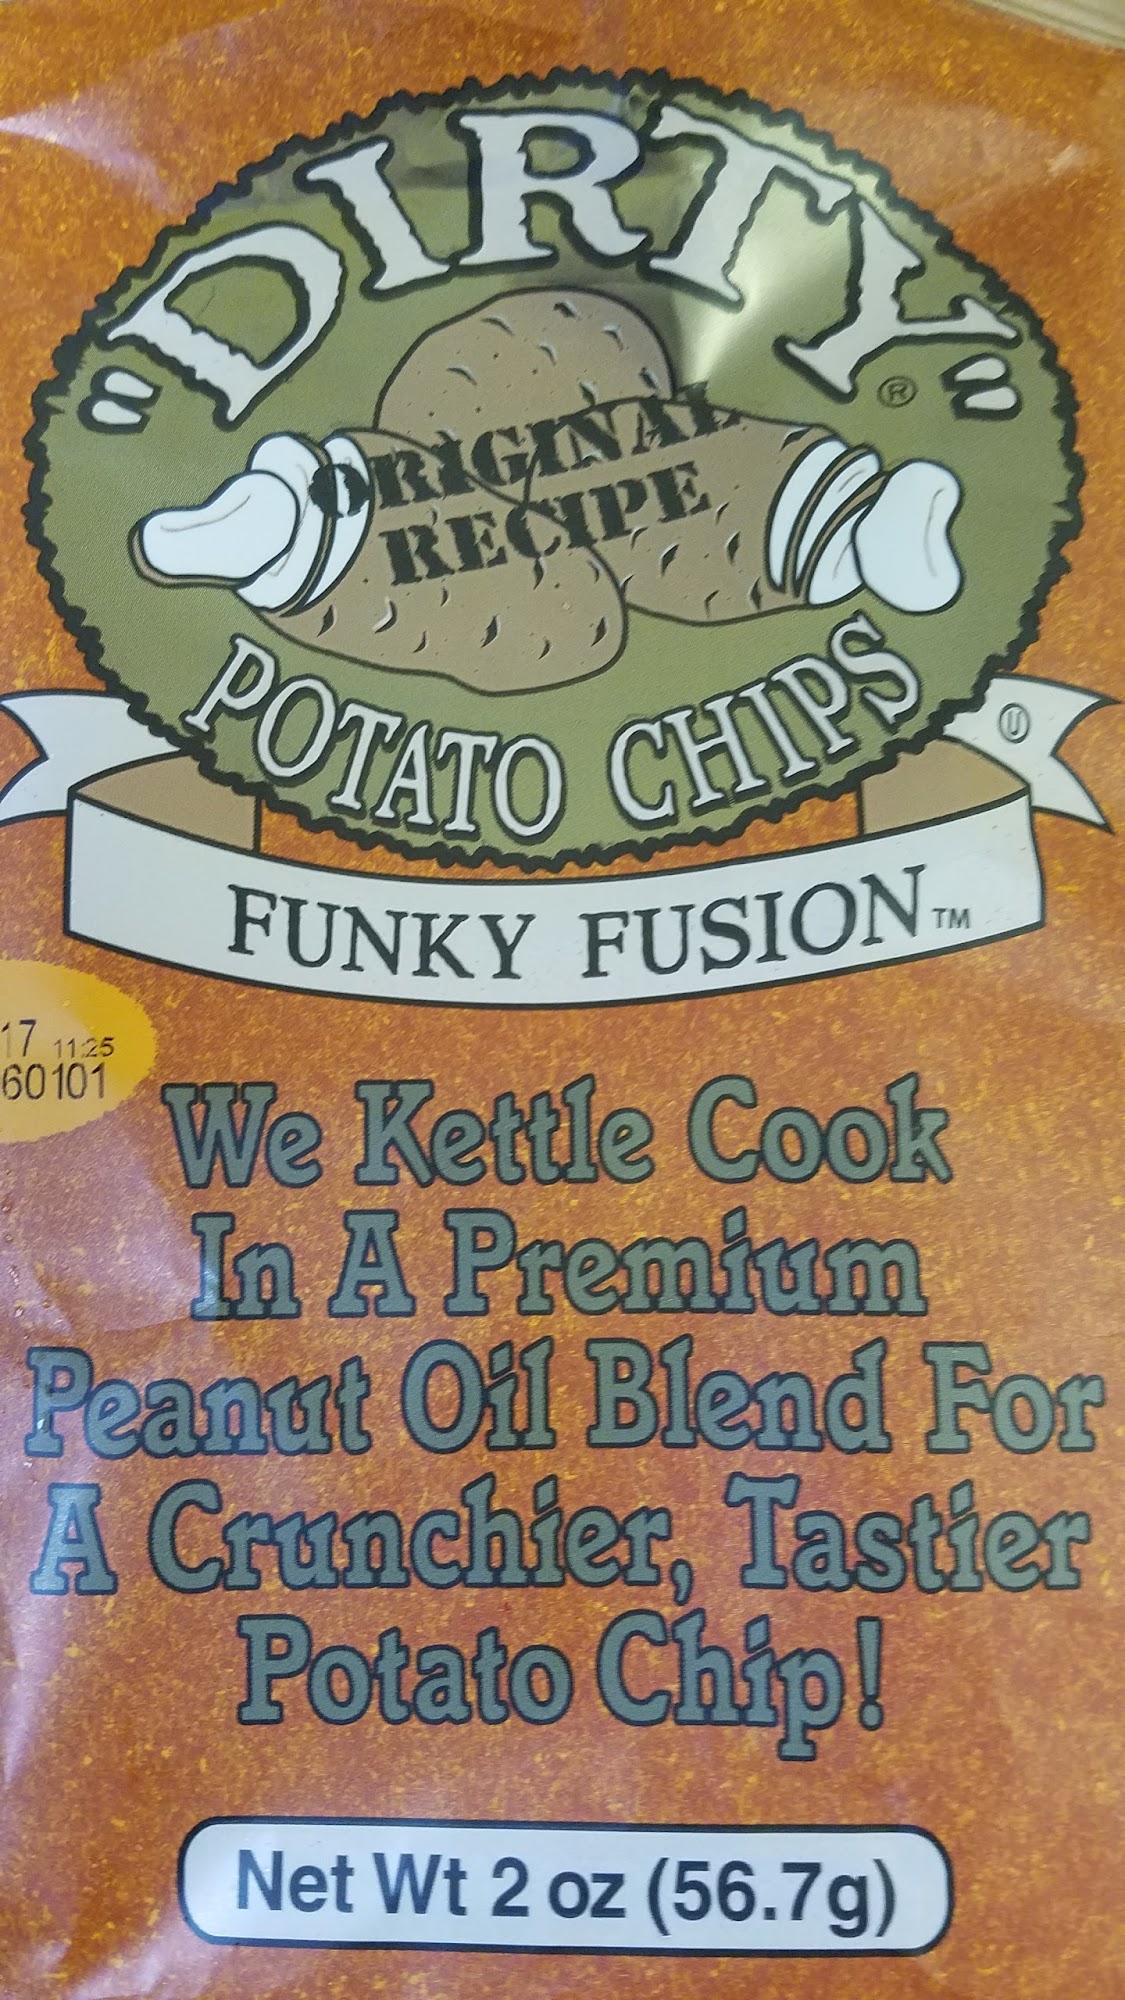 "DIRTY"®
ORIGINAL
RECIPE
POTATO CHIPS
Ⓤ
FUNKY FUSION™
17 11:25
60101
We Kettle Cook
In A Premium
Peanut Oil Blend For
A Crunchier, Tastier
Potato Chip!
Net Wt 2 oz (56.7g)